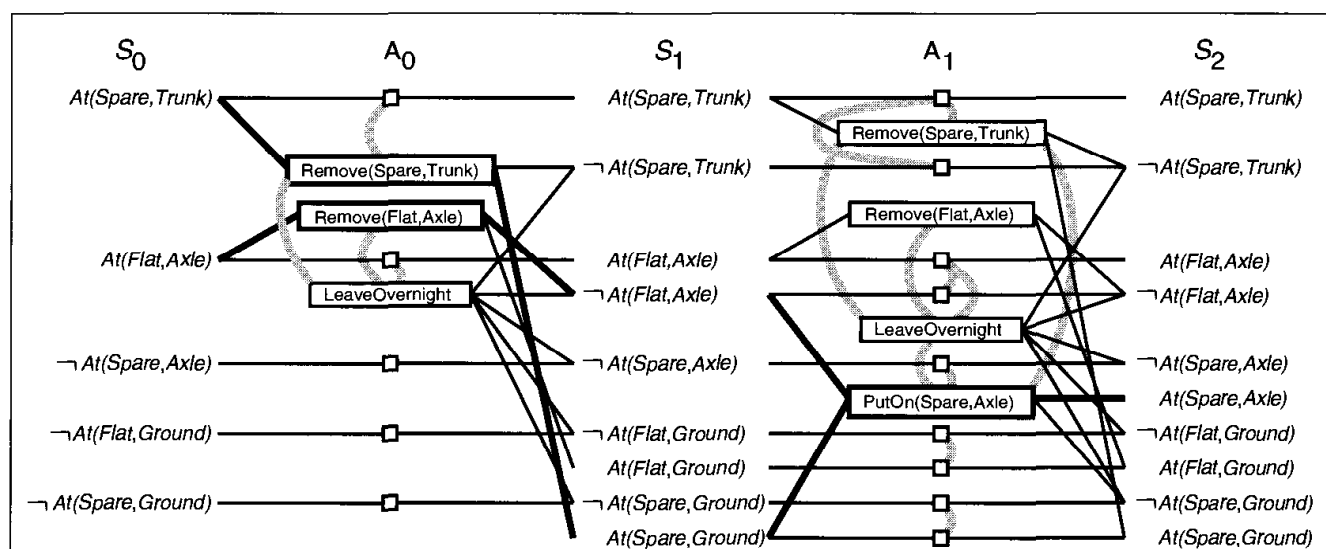 S0 A0 S1 A1 S2
At(Spare,Trunk) At(Spare,Trunk) At(Spare,Trunk)
Remove(Spare,Trunk)
Remove(Spare,Trunk) ¬ At(Spare,Trunk) ¬ At(Spare,Trunk)
Remove(Flat,Axle) Remove(Flat,Axle)
At(Flat,Axle) At(Flat,Axle) At(Flat,Axle)
LeaveOvernight ¬ At(Flat,Axle) ¬ At(Flat,Axle)
LeaveOvernight
¬ At(Spare,Axle) ¬ At(Spare,Axle) ¬ At(Spare,Axle)
PutOn(Spare,Axle) At(Spare,Axle)
¬ At(Flat,Ground) ¬ At(Flat,Ground) ¬ At(Flat,Ground)
At(Flat,Ground) At(Flat,Ground)
¬ At(Spare,Ground) ¬ At(Spare,Ground) ¬ At(Spare,Ground)
At(Spare,Ground) At(Spare,Ground)